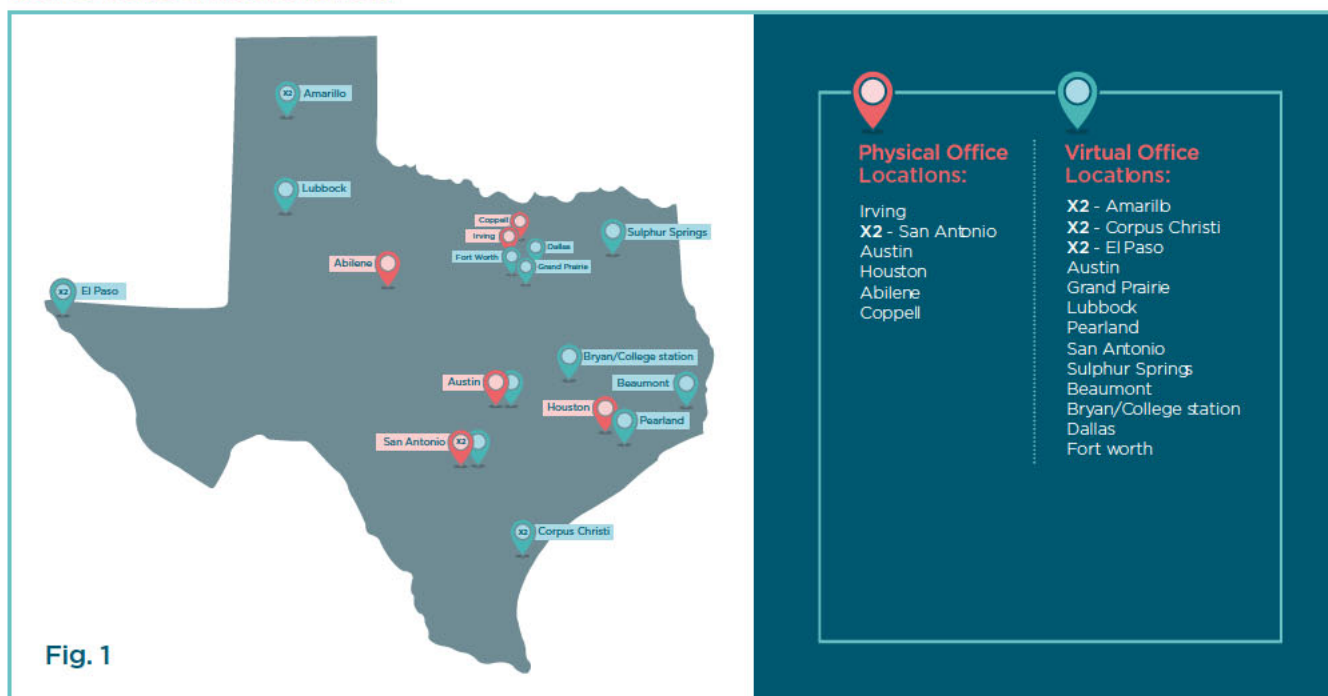 X2 Amarillo
Lubbock
Coppell
Irving
Dallas
Fort Worth
Grand Prairie
Sulphur Springs
Abilene
X2 El Paso
Bryan/College station
Austin
Beaumont
Houston
Pearland
San Antonio X2
X2 Corpus Christi
Fig. 1
Physical Office
Locations:
Irving
X2 - San Antonio
Austin
Houston
Abilene
Coppell
Virtual Office
Locations:
X2 - Amarilb
X2 - Corpus Christi
X2 - El Paso
Austin
Grand Prairie
Lubbock
Pearland
San Antonio
Sulphur Springs
Beaumont
Bryan/College station
Dallas
Fort worth